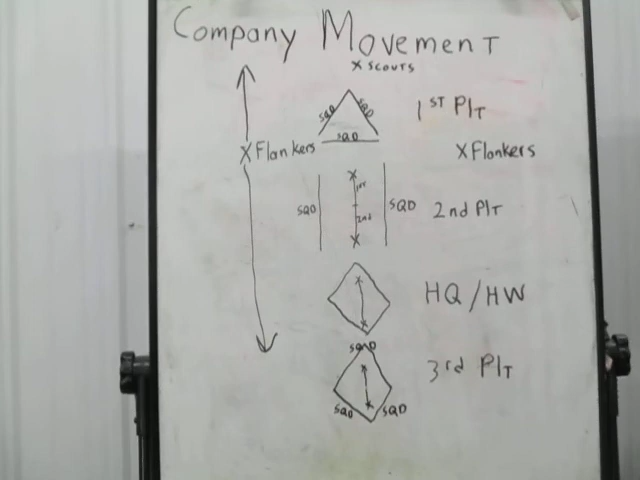 Company Movement
X SCOUTS
SQD SQD 1ST PlT
SQD
X Flankers X Flankers
1ST
SQD 2nd SQD 2nd PlT
HQ/HW
SQD
3rd PlT
SQD SQD